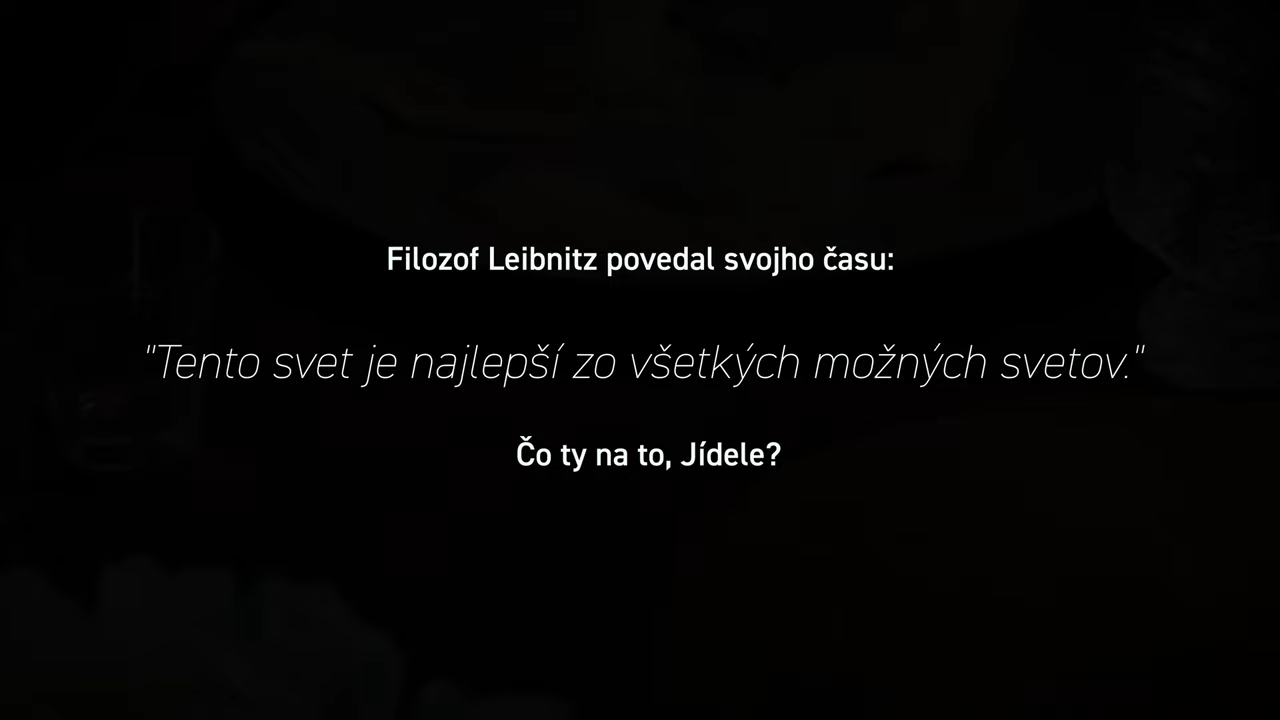 Filozof Leibnitz povedal svojho času:
"Tento svet je najlepší zo všetkých možných svetov."
Čo ty na to, Jídele?